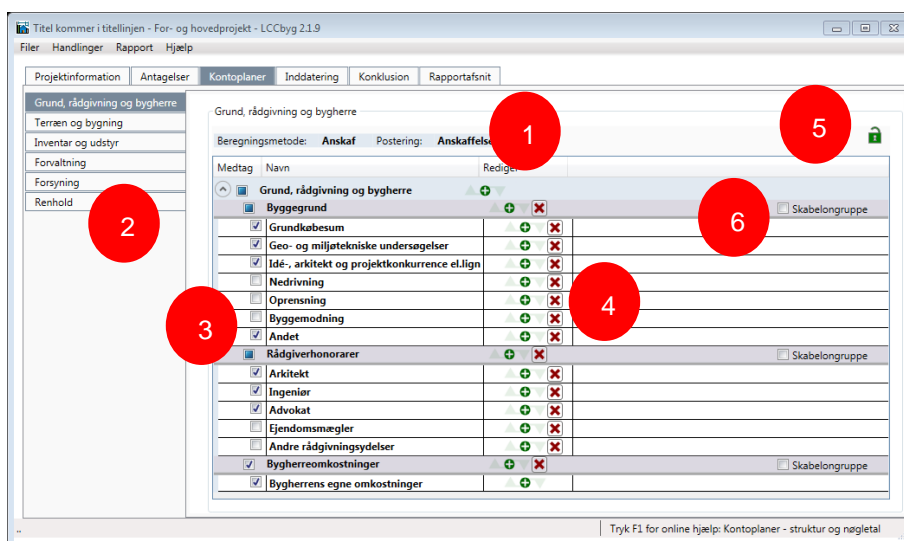 Titel kommer i titellinjen - For- og hovedprojekt - LCCbyg 2.1.9
Filer Handlinger Rapport Hjælp
Projektinformation Antagelser Kontoplaner Inddatering Konklusion Rapportafsnit
Grund, rådgivning og bygherre
Terræn og bygning
Inventar og udstyr
Forvaltning
Forsyning
Renhold
Grund, rådgivning og bygherre
Beregningsmetode: Anskaf Postering: Anskaffelse
Medtag Navn Rediger
Grund, rådgivning og bygherre
Byggegrund Skabelongruppe
Grundkøbesum
Geo- og miljøtekniske undersøgelser
Idé-, arkitekt og projektkonkurrence el.lign
Nedrivning
Oprensning
Byggemodning
Andet
Rådgiverhonorarer Skabelongruppe
Arkitekt
Ingeniør
Advokat
Ejendomsmægler
Andre rådgivningsydelser
Bygherreomkostninger Skabelongruppe
Bygherrens egne omkostninger
1
2
3
4
5
6
.. Tryk F1 for online hjælp: Kontoplaner - struktur og nøgletal